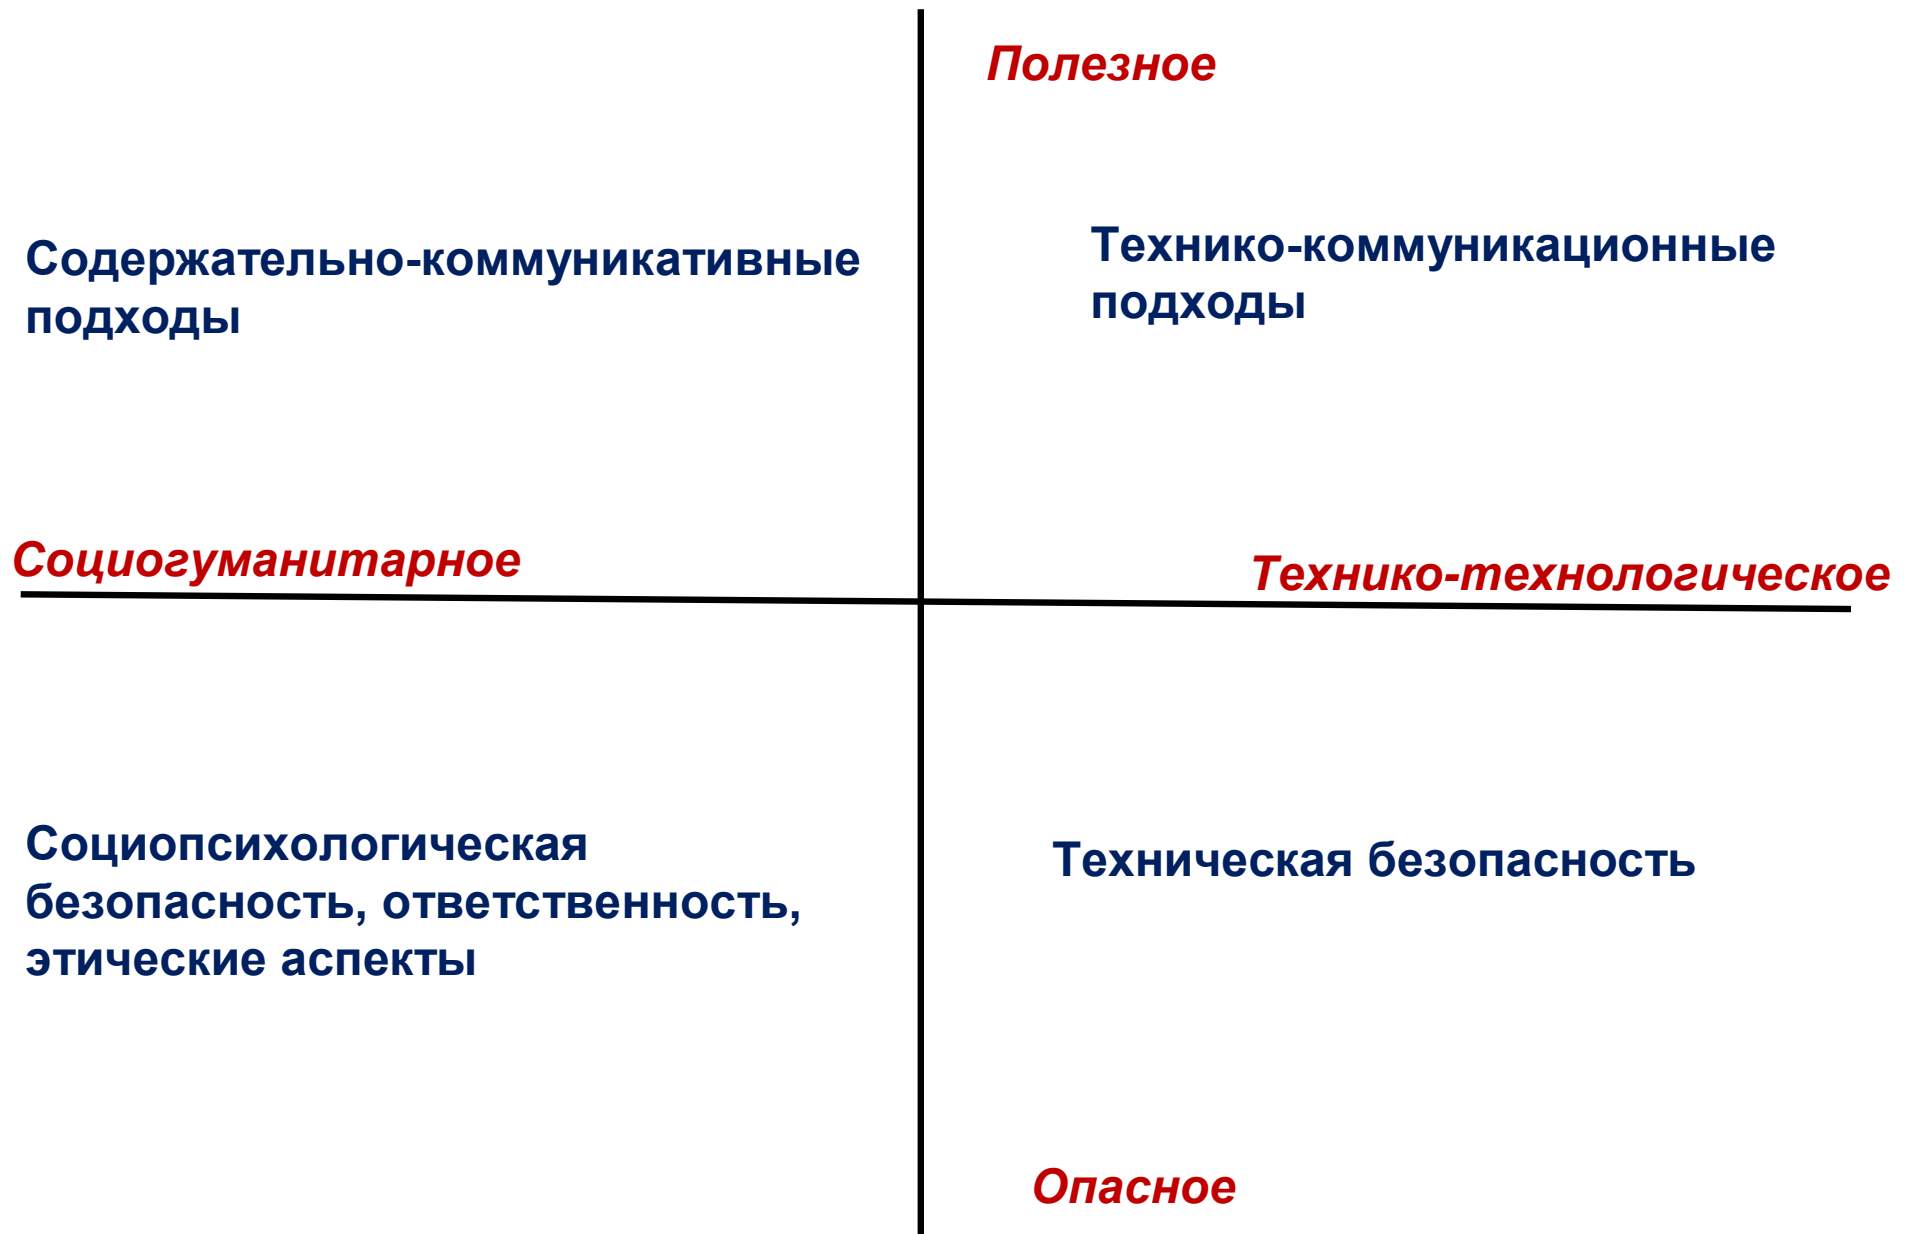 Полезное
Содержательно-коммуникативные
подходы
Технико-коммуникационные
подходы
Социогуманитарное
Технико-технологическое
Социопсихологическая
безопасность, ответственность,
этические аспекты
Техническая безопасность
Опасное